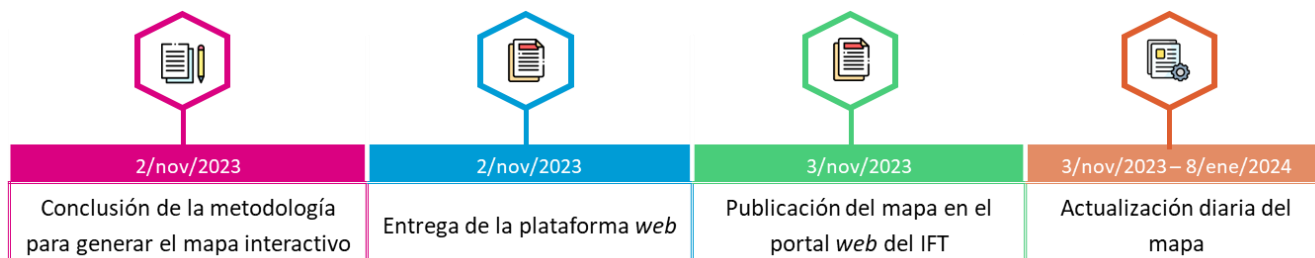 2/nov/2023
Conclusión de la metodología
para generar el mapa interactivo
2/nov/2023
Entrega de la plataforma web
3/nov/2023
Publicación del mapa en el
portal web del IFT
3/nov/2023 – 8/ene/2024
Actualización diaria del
mapa